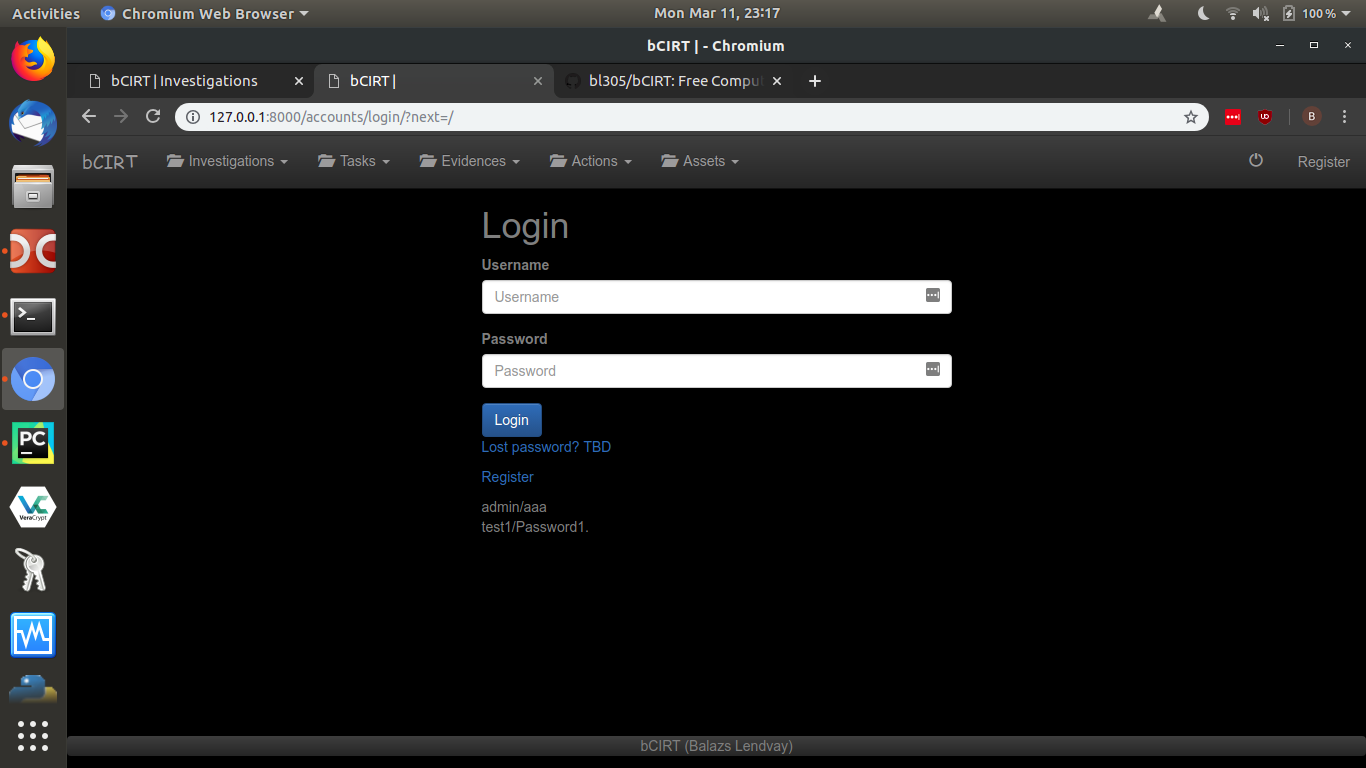 Activities Chromium Web Browser Mon Mar 11, 23:17 100%
bCIRT | - Chromium
bCIRT | Investigations bCIRT | bl305/bCIRT: Free Compu
127.0.0.1:8000/accounts/login/?next=/ B
bCIRT Investigations Tasks Evidences Actions Assets Register
Login
Username
Username
Password
Password
Login
Lost password? TBD
Register
admin/aaa
test1/Password1.
PC
VeraCrypt
bCIRT (Balazs Lendvay)